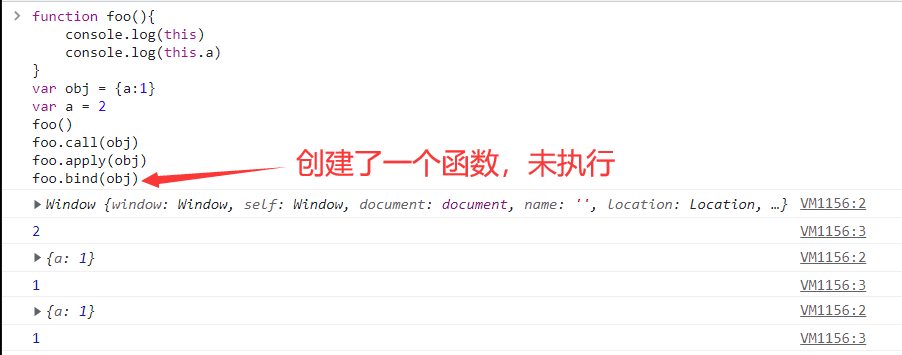 function foo(){
    console.log(this)
    console.log(this.a)
}
var obj = {a:1}
var a = 2
foo()
foo.call(obj)
foo.apply(obj)
foo.bind(obj)
创建了一个函数，未执行
Window {window: Window, self: Window, document: document, name: '', location: Location, …} VM1156:2
2 VM1156:3
{a: 1} VM1156:2
1 VM1156:3
{a: 1} VM1156:2
1 VM1156:3